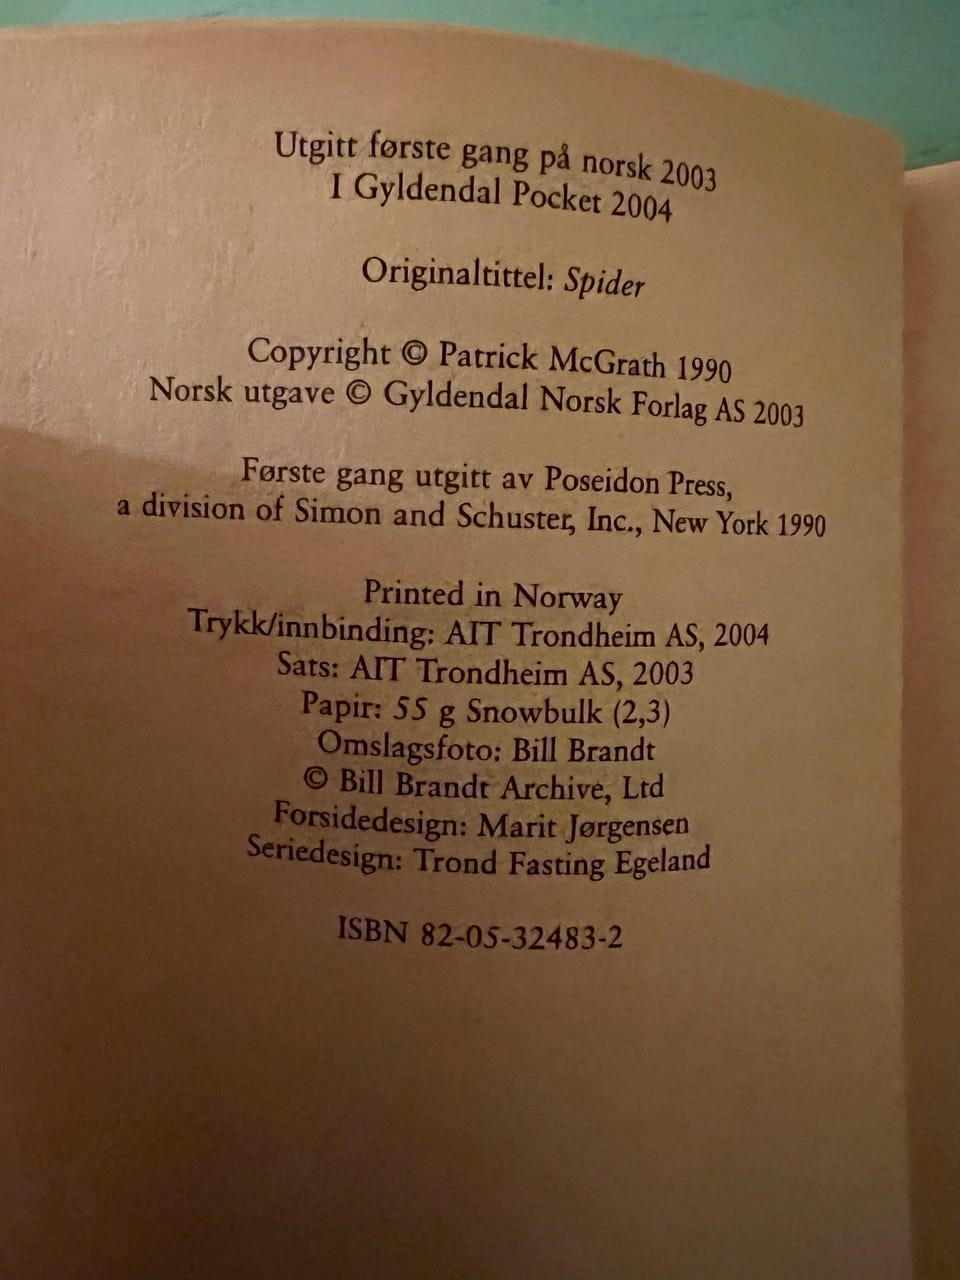 Utgitt første gang på norsk 2003
I Gyldendal Pocket 2004
Originaltittel: Spider
Copyright © Patrick McGrath 1990
Norsk utgave © Gyldendal Norsk Forlag AS 2003
Første gang utgitt av Poseidon Press,
a division of Simon and Schuster, Inc., New York 1990
Printed in Norway
Trykk/innbinding: AIT Trondheim AS, 2004
Sats: AIT Trondheim AS, 2003
Papir: 55 g Snowbulk (2,3)
Omslagsfoto: Bill Brandt
© Bill Brandt Archive, Ltd
Forsidedesign: Marit Jørgensen
Seriedesign: Trond Fasting Egeland
ISBN 82-05-32483-2